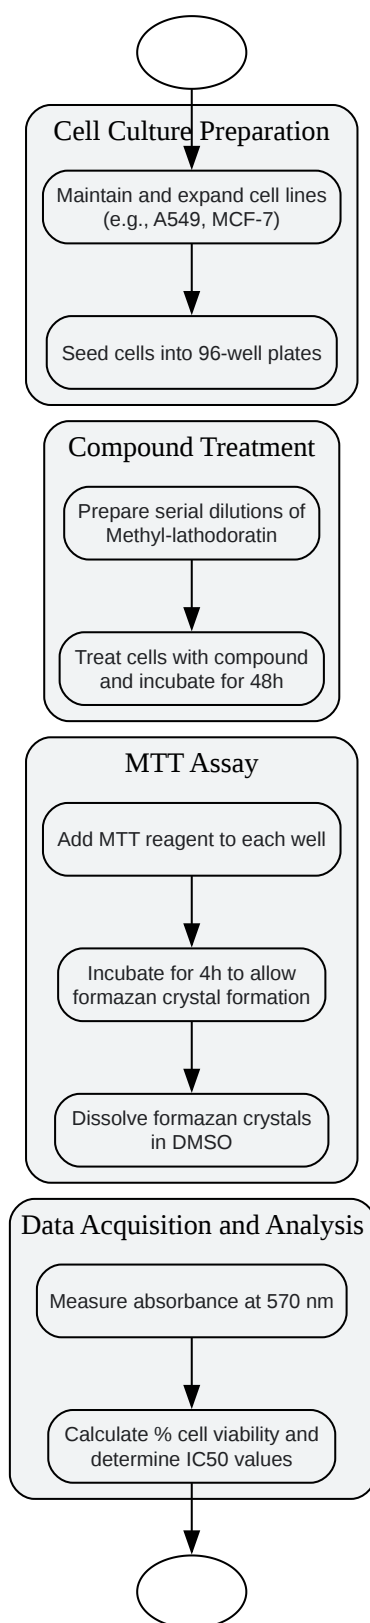 Cell Culture Preparation
Maintain and expand cell lines
(e.g., A549, MCF-7)
Seed cells into 96-well plates
Compound Treatment
Prepare serial dilutions of
Methyl-lathodoratin
Treat cells with compound
and incubate for 48h
MTT Assay
Add MTT reagent to each well
Incubate for 4h to allow
formazan crystal formation
Dissolve formazan crystals
in DMSO
Data Acquisition and Analysis
Measure absorbance at 570 nm
Calculate % cell viability and
determine IC50 values